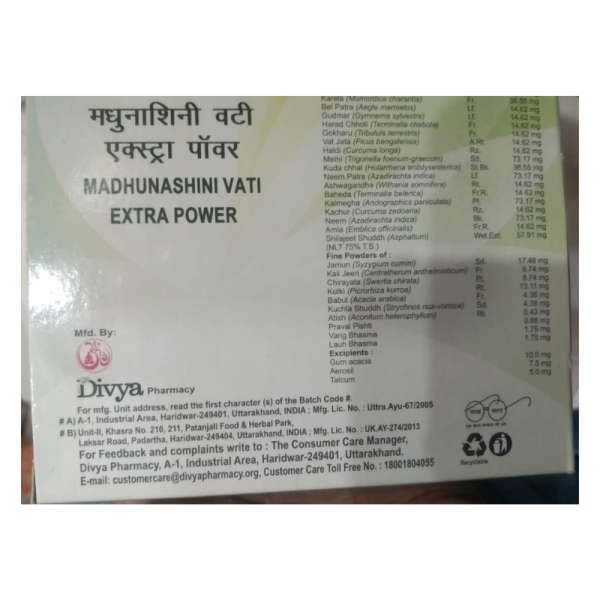 मधुनाशिनी वटी
एक्स्ट्रा पॉवर
MADHUNASHINI VATI
EXTRA POWER
Karela (Momordica charantia) Fr. 36.55 mg
Bel Patra (Aegle marmelos) Lf. 14.62 mg
Gudmar (Gymnema sylvestre) Lf. 14.62 mg
Harad Chhoti (Terminalia chebula) Fr. 14.62 mg
Gokharu (Tribulus terrestris) Fr. 14.62 mg
Vat Jata (Ficus bengalensis) A.Rt. 14.62 mg
Haldi (Curcuma longa) Rz. 14.62 mg
Methi (Trigonella foenum-graecum) Sd. 73.17 mg
Kuda chhal (Holarrhena antidysenterica) St.Bk. 36.55 mg
Neem Patra (Azadirachta indica) Lf. 73.17 mg
Ashwagandha (Withania somnifera) Rt. 14.62 mg
Baheda (Terminalia belerica) Fr. 14.62 mg
Kalmegha (Andographics paniculata) Pl. 73.17 mg
Kachur (Curcuma zedoaria) Rz. 14.62 mg
Neem (Azadirachta indica) Bk. 73.17 mg
Amla (Emblica officinalis) Fr.R. 14.62 mg
Shilajeet Shuddh (Asphaltum) Wet.Ext. 57.91 mg
(NLT 75% T.S.)
Fine Powders of :
Jamun (Syzygium cumini) Sd. 17.48 mg
Kali Jeeri (Centratherum anthelminticum) Fr. 8.74 mg
Chirayata (Swertia chirata) Pl. 8.74 mg
Kutki (Picrorhiza kurroa) Rt. 13.11 mg
Babul (Acacia arabica) Fr. 4.38 mg
Kuchla Shuddh (Strychnos nux-vomica) Sd. 4.38 mg
Atish (Aconitum heterophyllum) Rt. 0.43 mg
Praval Pishti 0.88 mg
Vang Bhasma 1.75 mg
Lauh Bhasma 1.75 mg
Excipients :
Gum acacia 10.0 mg
Aerosil 7.5 mg
Talcum 5.0 mg
Mfd. By:
Divya Pharmacy
For mfg. Unit address, read the first character (s) of the Batch Code #.
# A) A-1, Industrial Area, Haridwar-249401, Uttarakhand, INDIA : Mfg. Lic. No. : Uttra.Ayu-67/2005
# B) Unit-II, Khasra No. 210, 211, Patanjali Food & Herbal Park,
Laksar Road, Padartha, Haridwar-249404, Uttarakhand, INDIA : Mfg. Lic. No. : UK.AY-274/2013
For Feedback and complaints write to : The Consumer Care Manager,
Divya Pharmacy, A-1, Industrial Area, Haridwar-249401, Uttarakhand.
E-mail: customercare@divyapharmacy.org, Customer Care Toll Free No. : 18001804055
Recyclable